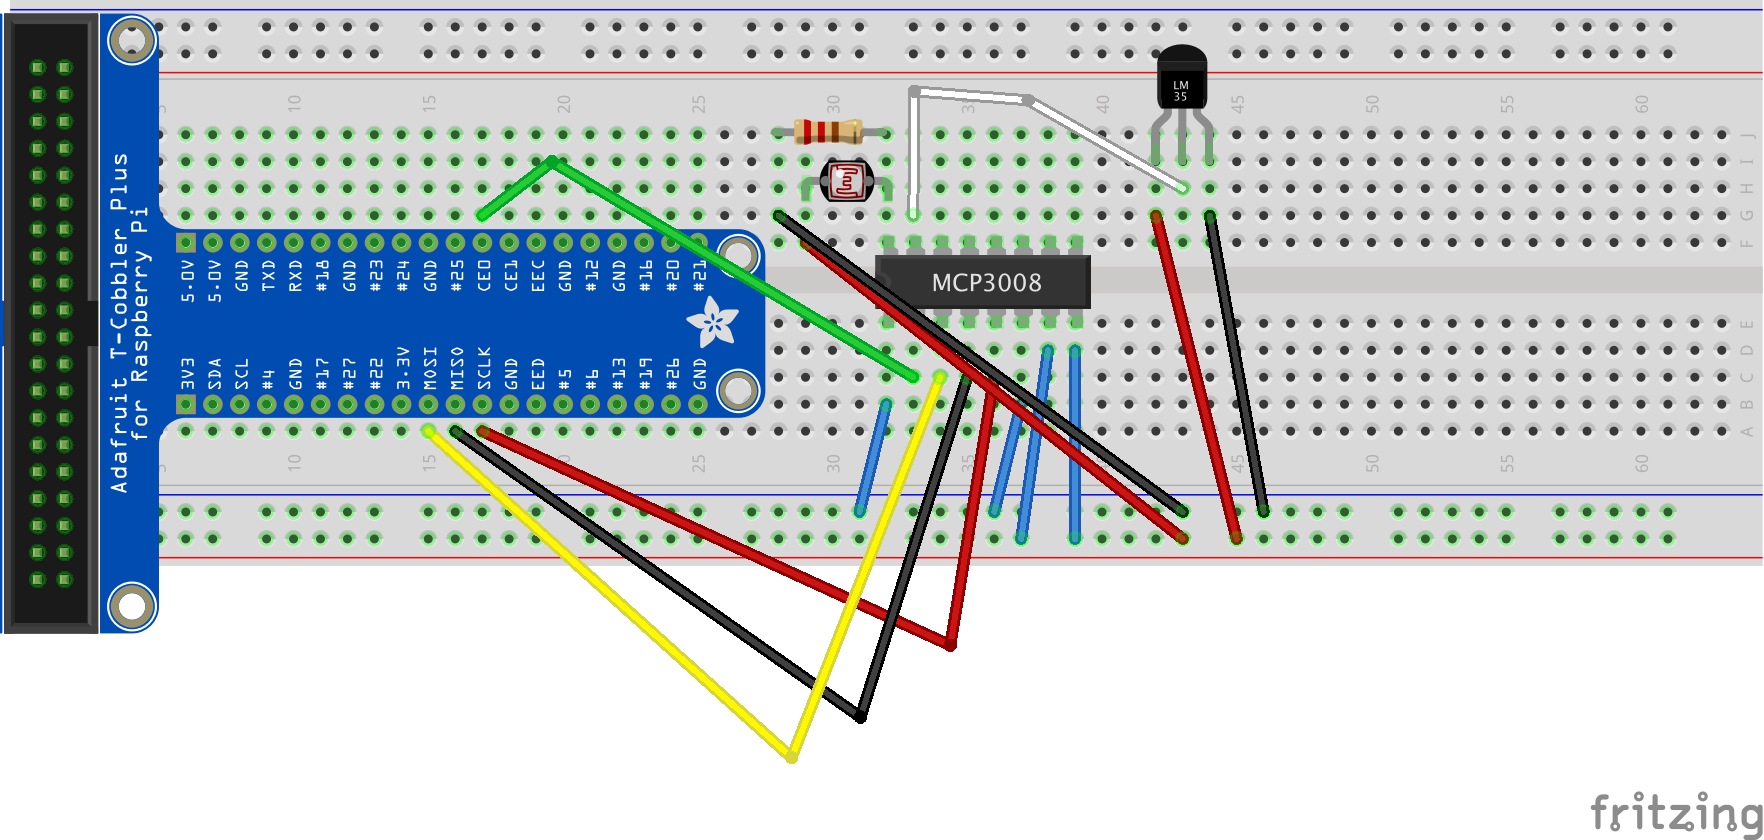 10 15 20 25 30 35 40 45 50 55 60
J
I
H
G
F
LM
35
Adafruit T-Cobbler Plus
for Raspberry Pi
5.0V 5.0V GND TXD RXD #18 GND #23 #24 GND #25 CE0 CE1 EEC GND #12 GND #16 #20 #21
MCP3008
3V3 SDA SCL #4 GND #17 #27 #22 3.3V MOSI MISO SCLK GND EED #5 #6 #13 #19 #26 GND
E
D
C
B
A
10 15 20 25 30 35 40 45 50 55 60
fritzing